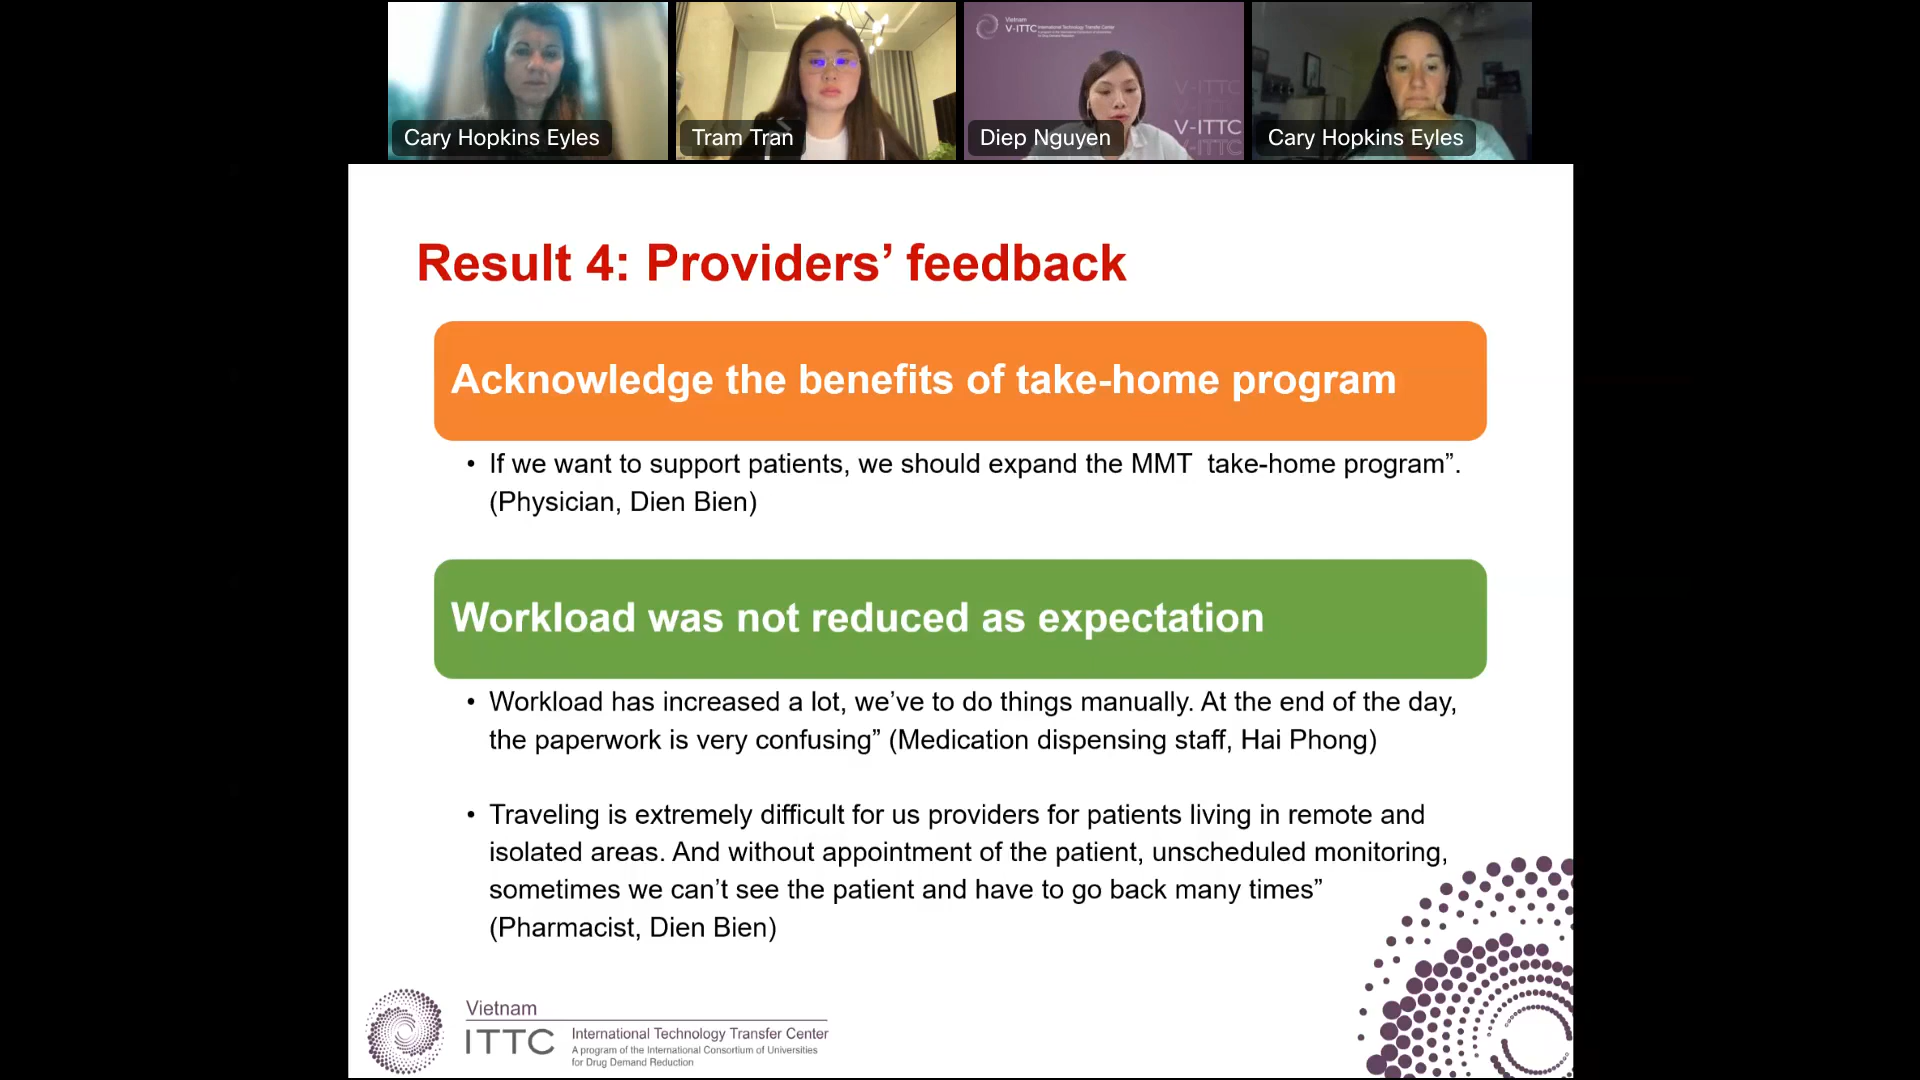 Vietnam
V-ITTC
V-ITTC
V-ITTC
Cary Hopkins Eyles
Tram Tran
Diep Nguyen
Cary Hopkins Eyles
Result 4: Providers’ feedback
Acknowledge the benefits of take-home program
• If we want to support patients, we should expand the MMT  take-home program”.
(Physician, Dien Bien)
Workload was not reduced as expectation
• Workload has increased a lot, we’ve to do things manually. At the end of the day,
the paperwork is very confusing” (Medication dispensing staff, Hai Phong)
• Traveling is extremely difficult for us providers for patients living in remote and
isolated areas. And without appointment of the patient, unscheduled monitoring,
sometimes we can’t see the patient and have to go back many times”
(Pharmacist, Dien Bien)
Vietnam
ITTC
International Technology Transfer Center
A program of the International Consortium of Universities
for Drug Demand Reduction